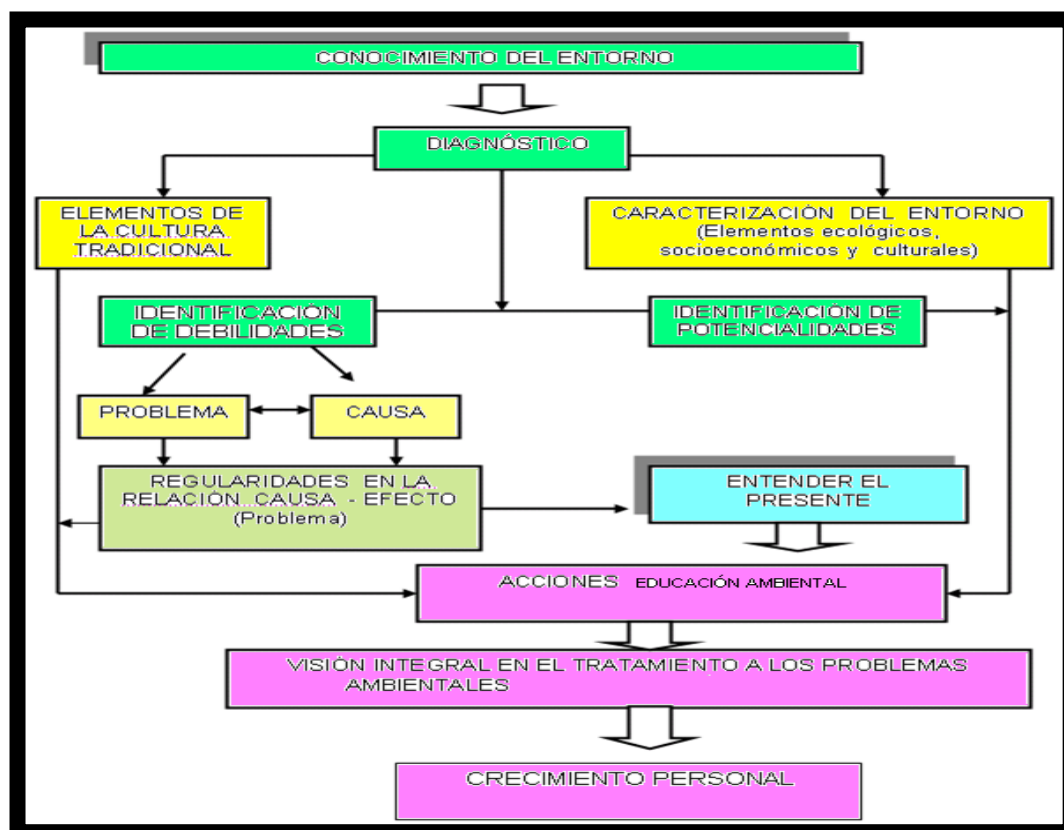 CONOCIMIENTO DEL ENTORNO
DIAGNÓSTICO
ELEMENTOS DE
LA CULTURA
TRADICIONAL
CARACTERIZACIÓN DEL ENTORNO
(Elementos ecológicos,
socioeconómicos y culturales)
IDENTIFICACIÓN
DE DEBILIDADES
IDENTIFICACIÓN DE
POTENCIALIDADES
PROBLEMA
CAUSA
REGULARIDADES EN LA
RELACIÓN CAUSA - EFECTO
(Problema)
ENTENDER EL
PRESENTE
ACCIONES EDUCACIÓN AMBIENTAL
VISIÓN INTEGRAL EN EL TRATAMIENTO A LOS PROBLEMAS
AMBIENTALES
CRECIMIENTO PERSONAL